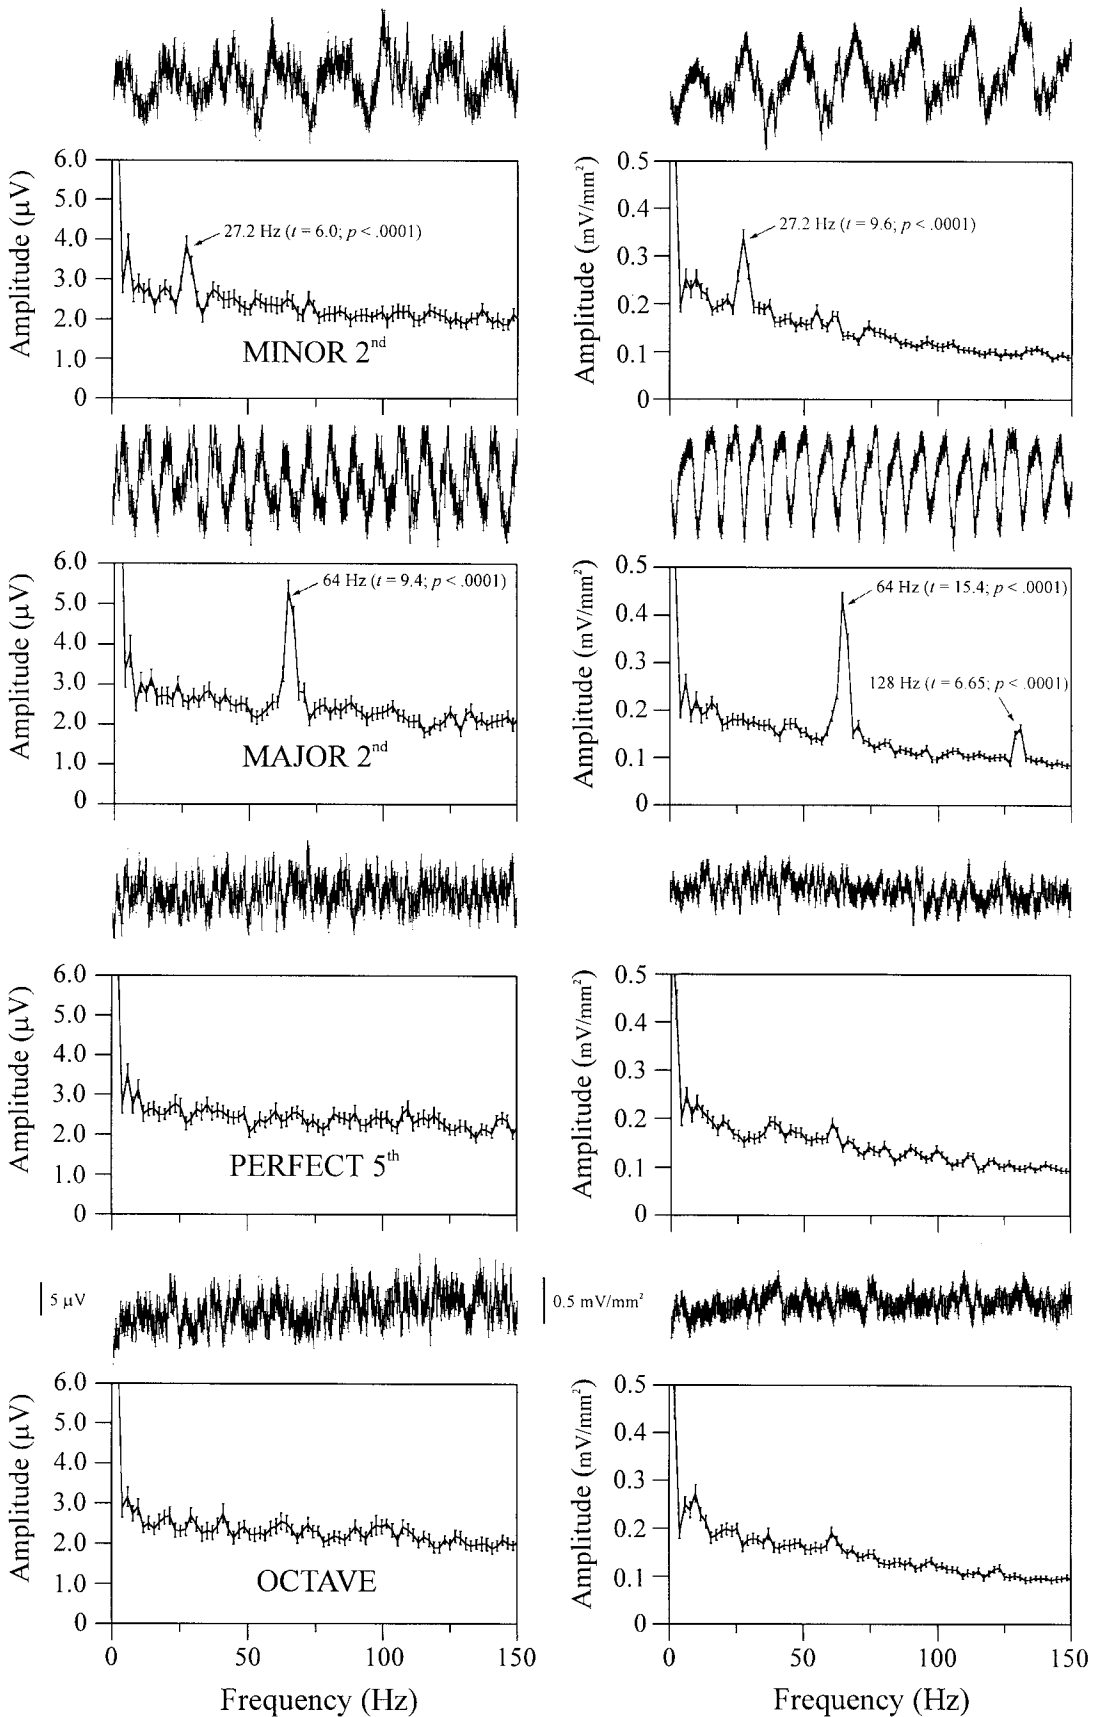 6.0
5.0
4.0
3.0
2.0
1.0
0
Amplitude (μV)
27.2 Hz (t = 6.0; p < .0001)
MINOR 2nd
0.5
0.4
0.3
0.2
0.1
0
Amplitude (mV/mm²)
27.2 Hz (t = 9.6; p < .0001)
6.0
5.0
4.0
3.0
2.0
1.0
0
Amplitude (μV)
64 Hz (t = 9.4; p < .0001)
MAJOR 2nd
0.5
0.4
0.3
0.2
0.1
0
Amplitude (mV/mm²)
64 Hz (t = 15.4; p < .0001)
128 Hz (t = 6.65; p < .0001)
6.0
5.0
4.0
3.0
2.0
1.0
0
Amplitude (μV)
PERFECT 5th
0.5
0.4
0.3
0.2
0.1
0
Amplitude (mV/mm²)
5 μV
0.5 mV/mm²
6.0
5.0
4.0
3.0
2.0
1.0
0
Amplitude (μV)
OCTAVE
0 50 100 150
Frequency (Hz)
0.5
0.4
0.3
0.2
0.1
0
Amplitude (mV/mm²)
0 50 100 150
Frequency (Hz)